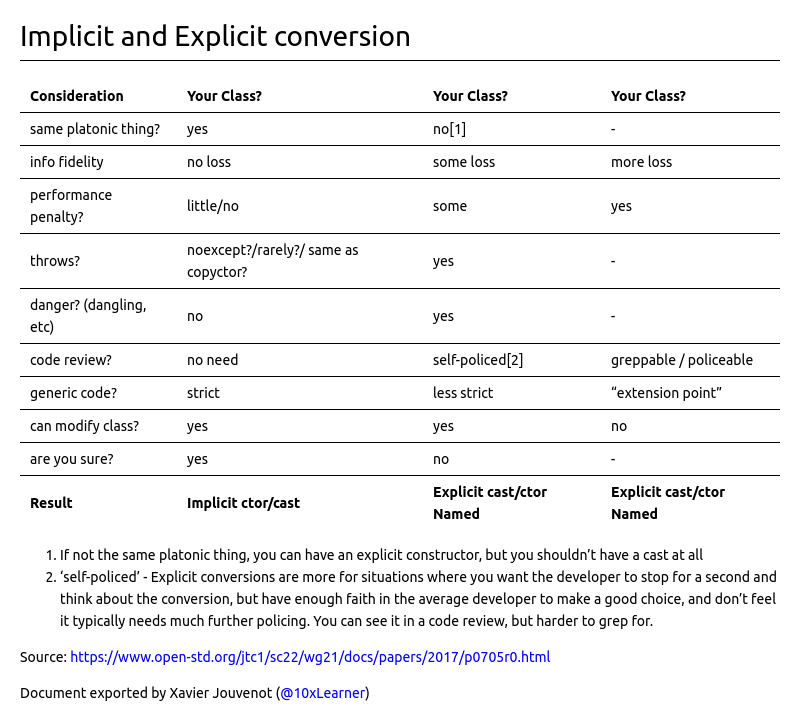 Implicit and Explicit conversion
Consideration Your Class? Your Class? Your Class?
same platonic thing? yes no[1] -
info fidelity no loss some loss more loss
performance
penalty? little/no some yes
throws? noexcept?/rarely?/ same as
copyctor? yes -
danger? (dangling,
etc) no yes -
code review? no need self-policed[2] greppable / policeable
generic code? strict less strict “extension point”
can modify class? yes yes no
are you sure? yes no -
Result Implicit ctor/cast Explicit cast/ctor Explicit cast/ctor
Named Named
1. If not the same platonic thing, you can have an explicit constructor, but you shouldn’t have a cast at all
2. ‘self-policed’ - Explicit conversions are more for situations where you want the developer to stop for a second and
think about the conversion, but have enough faith in the average developer to make a good choice, and don’t feel
it typically needs much further policing. You can see it in a code review, but harder to grep for.
Source: https://www.open-std.org/jtc1/sc22/wg21/docs/papers/2017/p0705r0.html
Document exported by Xavier Jouvenot (@10xLearner)